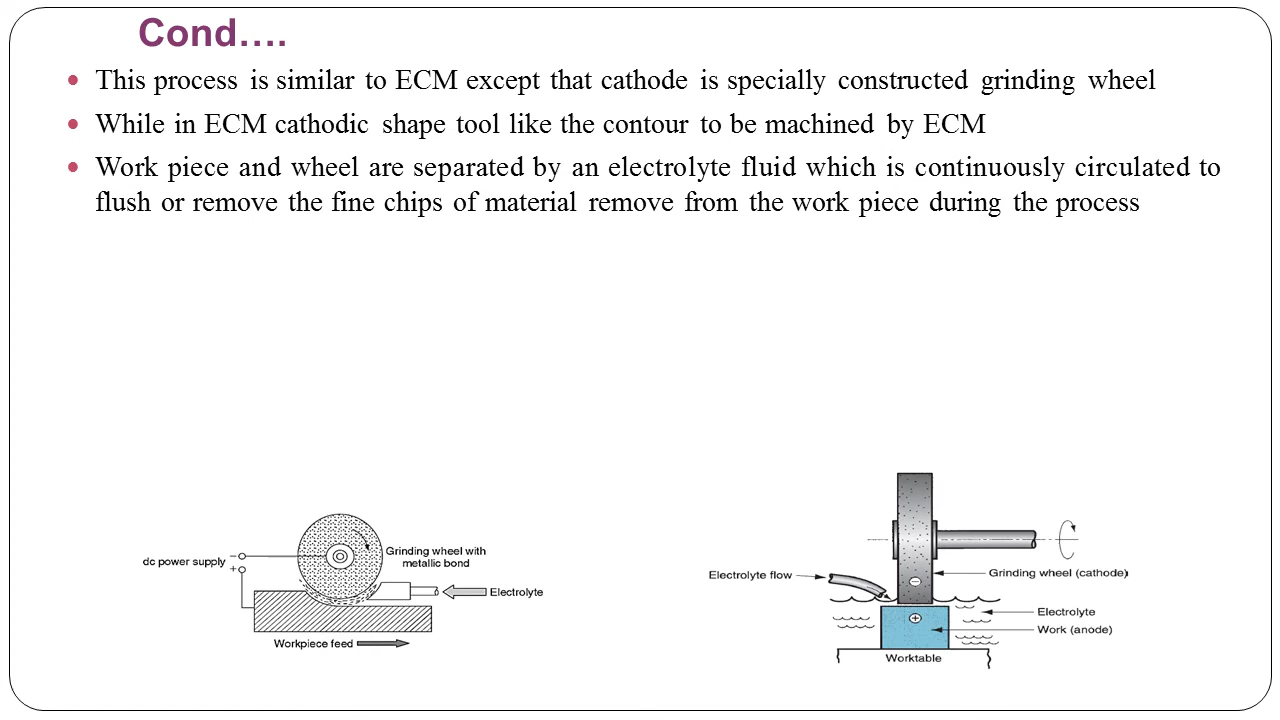 Cond….
• This process is similar to ECM except that cathode is specially constructed grinding wheel
• While in ECM cathodic shape tool like the contour to be machined by ECM
• Work piece and wheel are separated by an electrolyte fluid which is continuously circulated to
flush or remove the fine chips of material remove from the work piece during the process
dc power supply
−
+
Grinding wheel with
metallic bond
Electrolyte
Workpiece feed
Electrolyte flow
Grinding wheel (cathode)
−
Electrolyte
+
Work (anode)
Worktable